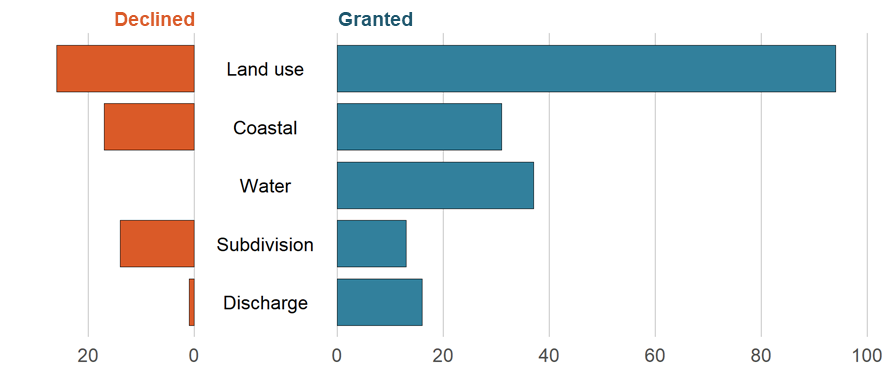 Declined Granted
Land use
Coastal
Water
Subdivision
Discharge
20 0 0 20 40 60 80 100